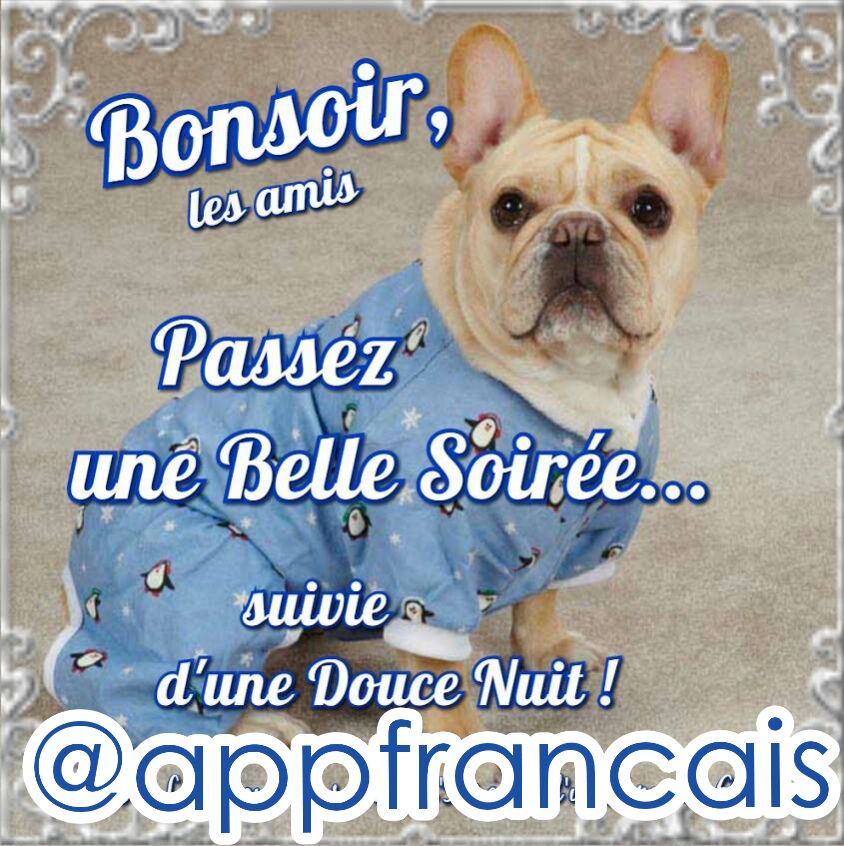 Bonsoir,
les amis
Passez
une Belle Soirée...
suivie
d'une Douce Nuit !
@appfrancais